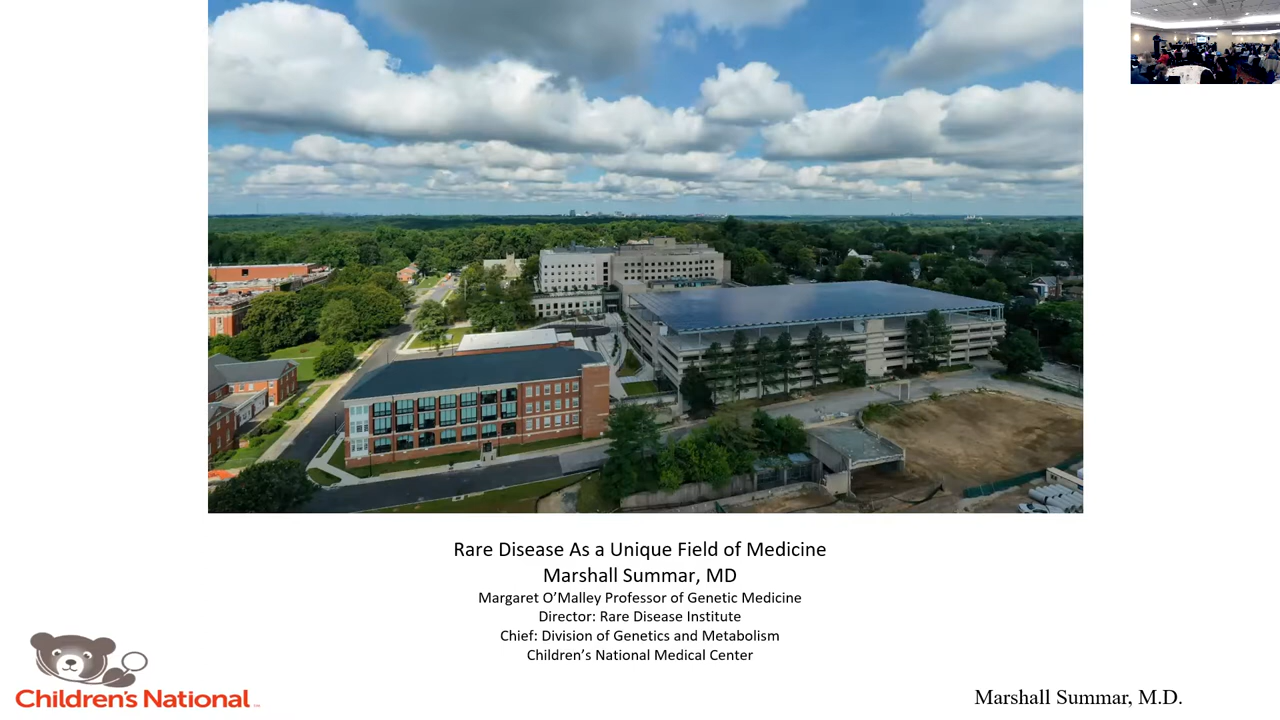 Rare Disease As a Unique Field of Medicine
Marshall Summar, MD
Margaret O’Malley Professor of Genetic Medicine
Director: Rare Disease Institute
Chief: Division of Genetics and Metabolism
Children’s National Medical Center
Children's National
Marshall Summar, M.D.